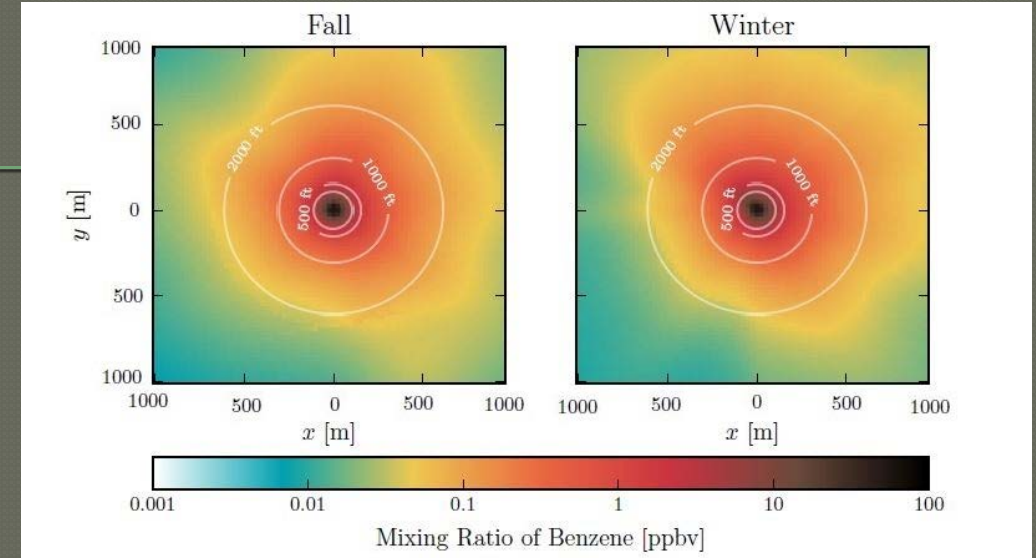 Fall
Winter
1000
500
0
500
1000
y [m]
2000 ft
1000 ft
500 ft
2000 ft
1000 ft
500 ft
1000 500 0 500 1000
1000 500 0 500 1000
x [m]
x [m]
0.001 0.01 0.1 1 10 100
Mixing Ratio of Benzene [ppbv]